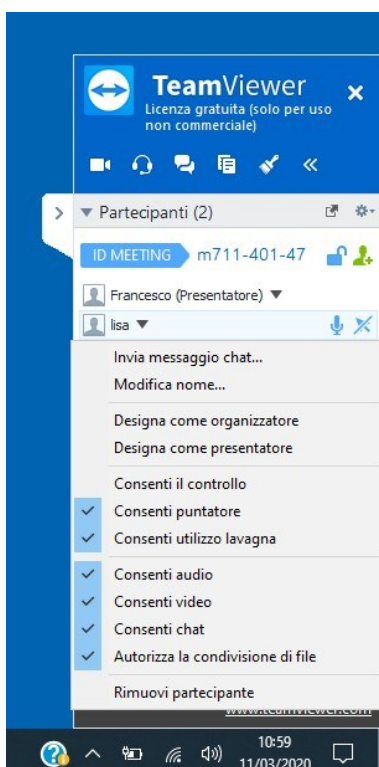 TeamViewer
Licenza gratuita (solo per uso
non commerciale)
Partecipanti (2)
ID MEETING m711-401-47
Francesco (Presentatore)
lisa
Invia messaggio chat...
Modifica nome...
Designa come organizzatore
Designa come presentatore
Consenti il controllo
Consenti puntatore
Consenti utilizzo lavagna
Consenti audio
Consenti video
Consenti chat
Autorizza la condivisione di file
Rimuovi partecipante
www.teamviewer.com
10:59
11/03/2020